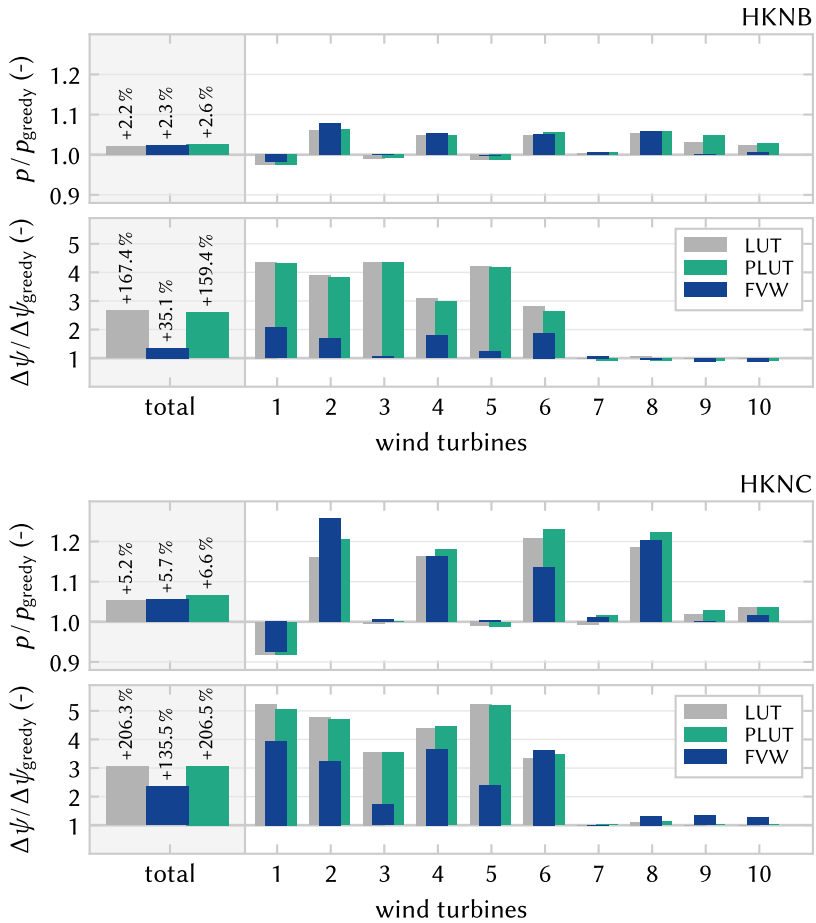 HKNB
p / p_greedy (-)
1.2
1.1
1.0
0.9
+2.2 %
+2.3 %
+2.6 %
Δψ / Δψ_greedy (-)
5
4
3
2
1
+167.4 %
+35.1 %
+159.4 %
LUT
PLUT
FVW
total 1 2 3 4 5 6 7 8 9 10
wind turbines
HKNC
p / p_greedy (-)
1.2
1.1
1.0
0.9
+5.2 %
+5.7 %
+6.6 %
Δψ / Δψ_greedy (-)
5
4
3
2
1
+206.3 %
+135.5 %
+206.5 %
LUT
PLUT
FVW
total 1 2 3 4 5 6 7 8 9 10
wind turbines